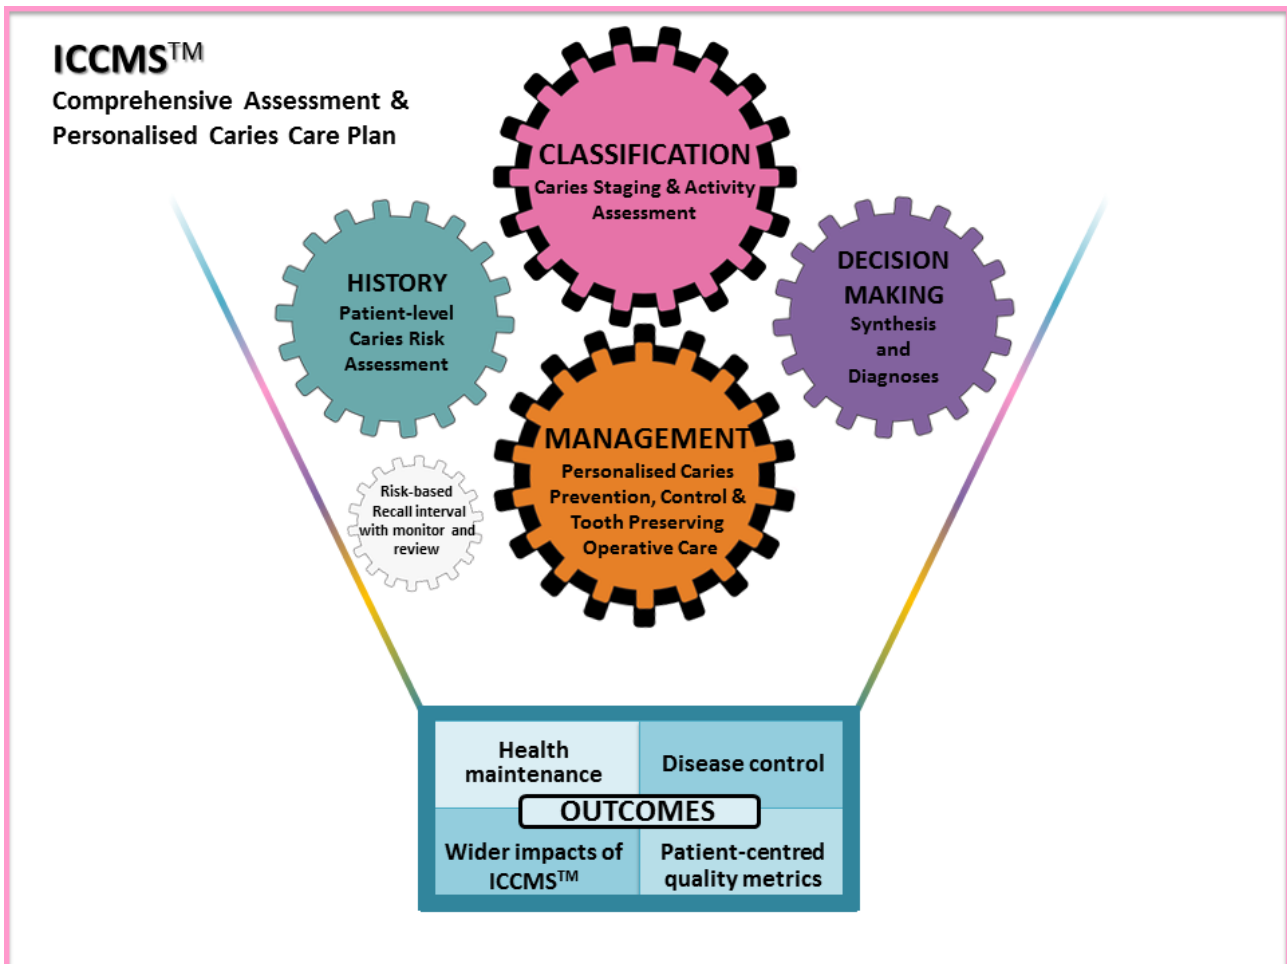 ICCMS™
Comprehensive Assessment &
Personalised Caries Care Plan
CLASSIFICATION
Caries Staging & Activity
Assessment
HISTORY
Patient-level
Caries Risk
Assessment
DECISION
MAKING
Synthesis
and
Diagnoses
MANAGEMENT
Personalised Caries
Prevention, Control &
Tooth Preserving
Operative Care
Risk-based
Recall interval
with monitor and
review
Health
maintenance
Disease control
OUTCOMES
Wider impacts of
ICCMS™
Patient-centred
quality metrics